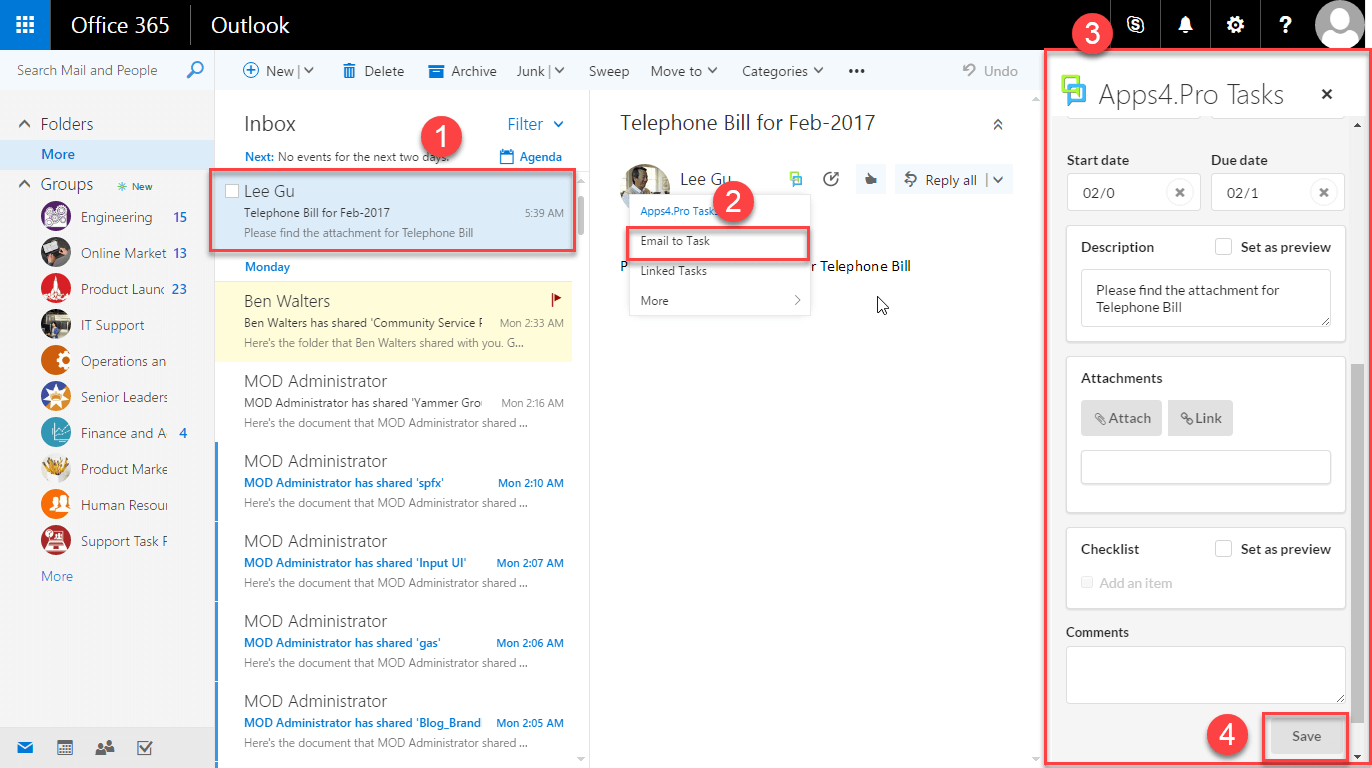 Office 365
Outlook
3
Search Mail and People
New
Delete
Archive
Junk
Sweep
Move to
Categories
Undo
Folders
More
Groups
New
Engineering 15
Online Market 13
Product Launc 23
IT Support
Operations an
Senior Leaders
Finance and A 4
Product Marke
Human Resou
Support Task F
More
Inbox
Filter
1
Next: No events for the next two days.
Agenda
Lee Gu
Telephone Bill for Feb-2017 5:39 AM
Please find the attachment for Telephone Bill
Monday
Ben Walters
Ben Walters has shared 'Community Service F Mon 2:33 AM
Here's the folder that Ben Walters shared with you. G...
MOD Administrator
MOD Administrator has shared 'Yammer Grou Mon 2:16 AM
Here's the document that MOD Administrator shared ...
MOD Administrator
MOD Administrator has shared 'spfx' Mon 2:10 AM
Here's the document that MOD Administrator shared ...
MOD Administrator
MOD Administrator has shared 'Input UI' Mon 2:07 AM
Here's the document that MOD Administrator shared ...
MOD Administrator
MOD Administrator has shared 'gas' Mon 2:06 AM
Here's the document that MOD Administrator shared ...
MOD Administrator
MOD Administrator has shared 'Blog_Brand Mon 2:05 AM
Here's the document that MOD Administrator shared ...
Telephone Bill for Feb-2017
Lee Gu
Reply all
2
Apps4.Pro Tasks
Email to Task
Linked Tasks
More
P
r Telephone Bill
Apps4.Pro Tasks
Start date
Due date
02/0
02/1
Description
Set as preview
Please find the attachment for
Telephone Bill
Attachments
Attach
Link
Checklist
Set as preview
Add an item
Comments
4
Save